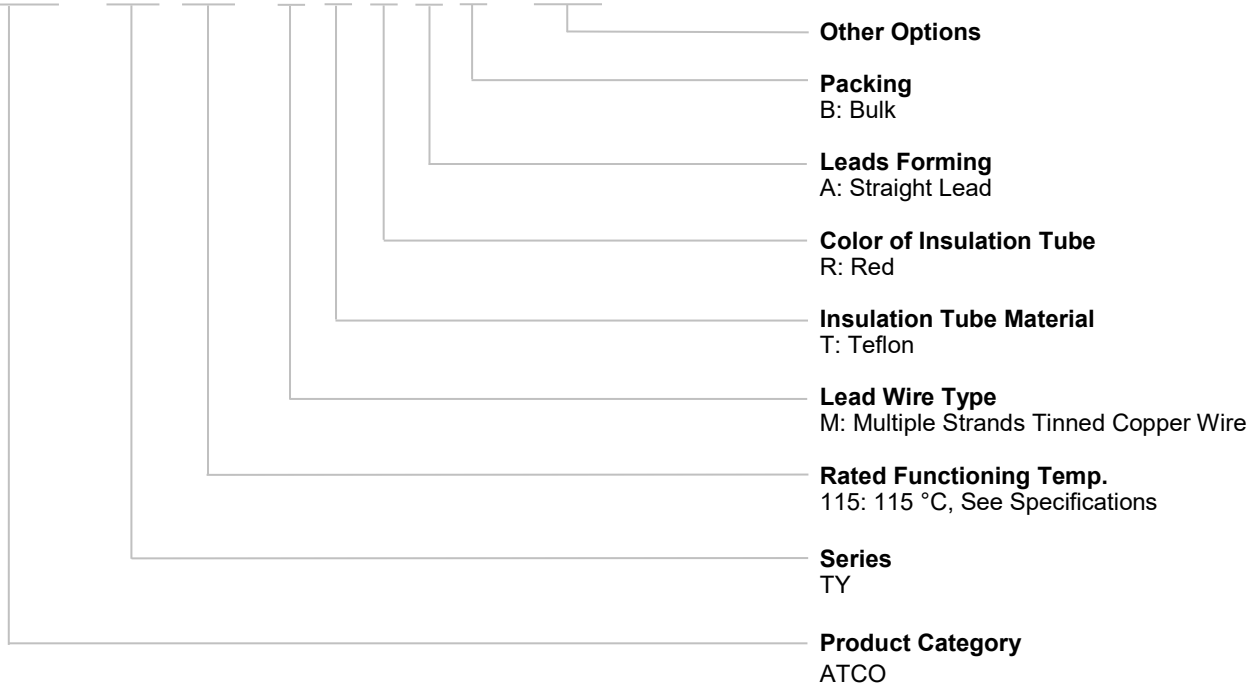 Other Options
Packing
B: Bulk
Leads Forming
A: Straight Lead
Color of Insulation Tube
R: Red
Insulation Tube Material
T: Teflon
Lead Wire Type
M: Multiple Strands Tinned Copper Wire
Rated Functioning Temp.
115: 115 °C, See Specifications
Series
TY
Product Category
ATCO